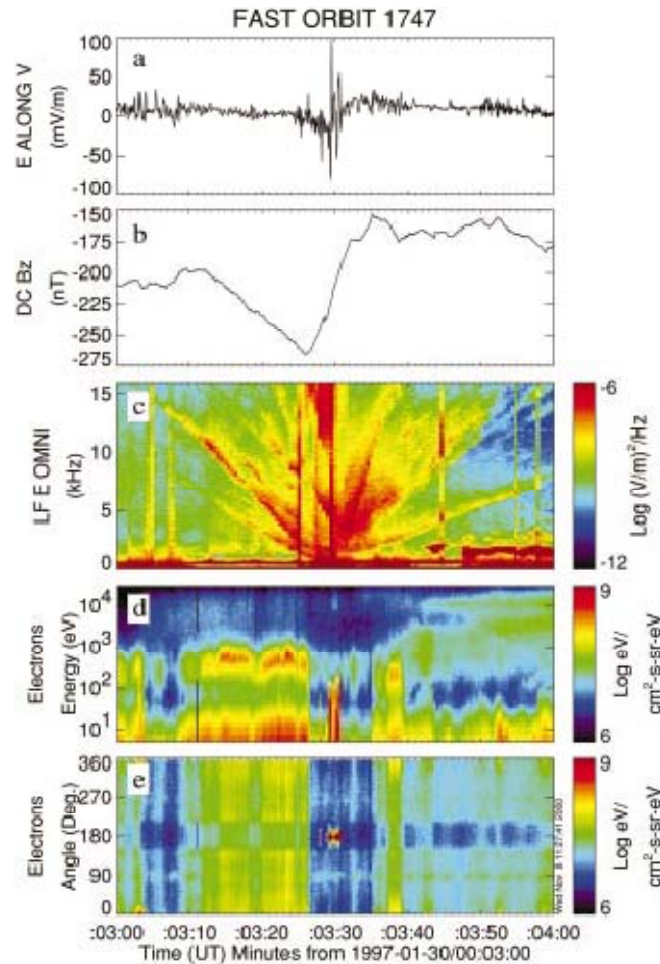 FAST ORBIT 1747
a
E ALONG V
(mV/m)
100
50
0
-50
-100
b
DC Bz
(nT)
-150
-175
-200
-225
-250
-275
c
ILF E OMNI
(kHz)
15
10
5
0
-6
-12
Log (V/m)²/Hz
d
Electrons
Energy (eV)
10⁴
10³
10²
10¹
9
6
Log eV/
cm²-s-sr-eV
e
Electrons
Angle (Deg.)
360
270
180
90
0
9
6
Log eV/
cm²-s-sr-eV
:03:00 :03:10 :03:20 :03:30 :03:40 :03:50 :04:00
Time (UT) Minutes from 1997-01-30/00:03:00